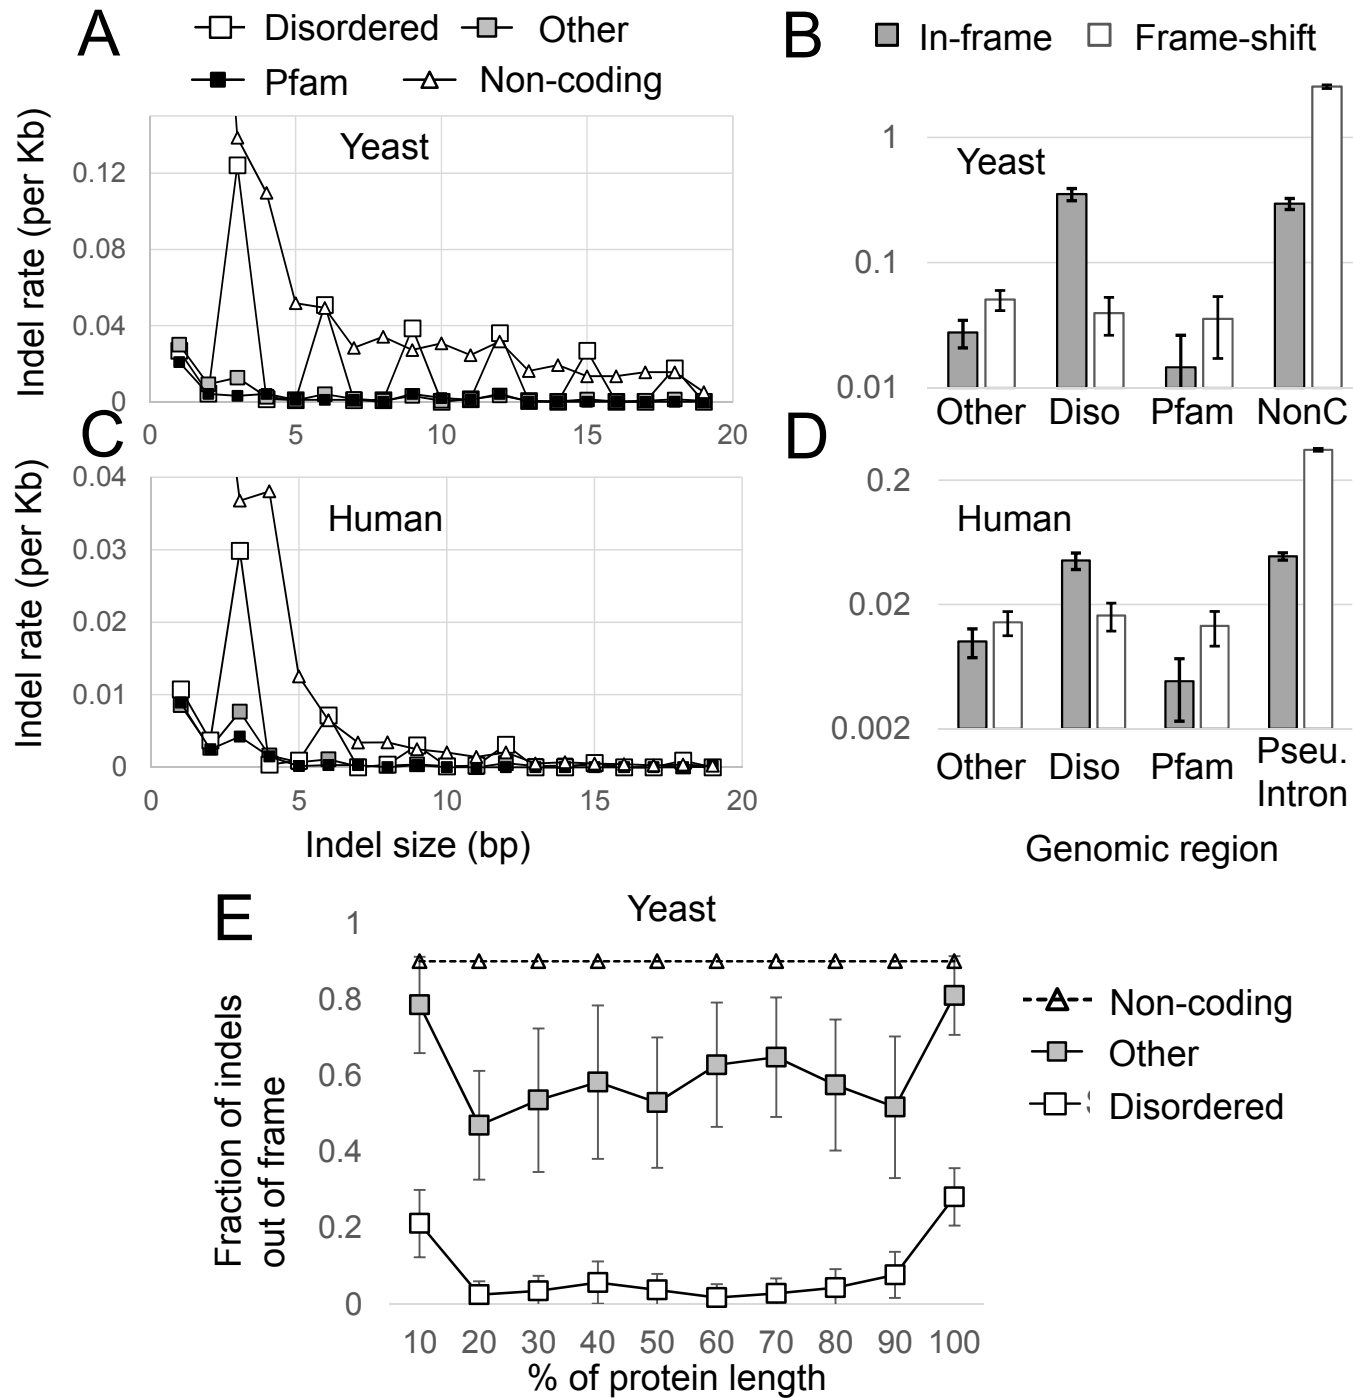 A
Disordered
Other
Pfam
Non-coding
Yeast
Indel rate (per Kb)
0.12
0.08
0.04
0
0 5 10 15 20
B
In-frame
Frame-shift
Yeast
1
0.1
0.01
Other Diso Pfam NonC
C
Human
Indel rate (per Kb)
0.04
0.03
0.02
0.01
0
0 5 10 15 20
Indel size (bp)
D
Human
0.2
0.02
0.002
Other Diso Pfam Pseu.
Intron
Genomic region
E
Yeast
Fraction of indels
out of frame
1
0.8
0.6
0.4
0.2
0
10 20 30 40 50 60 70 80 90 100
% of protein length
Non-coding
Other
Disordered